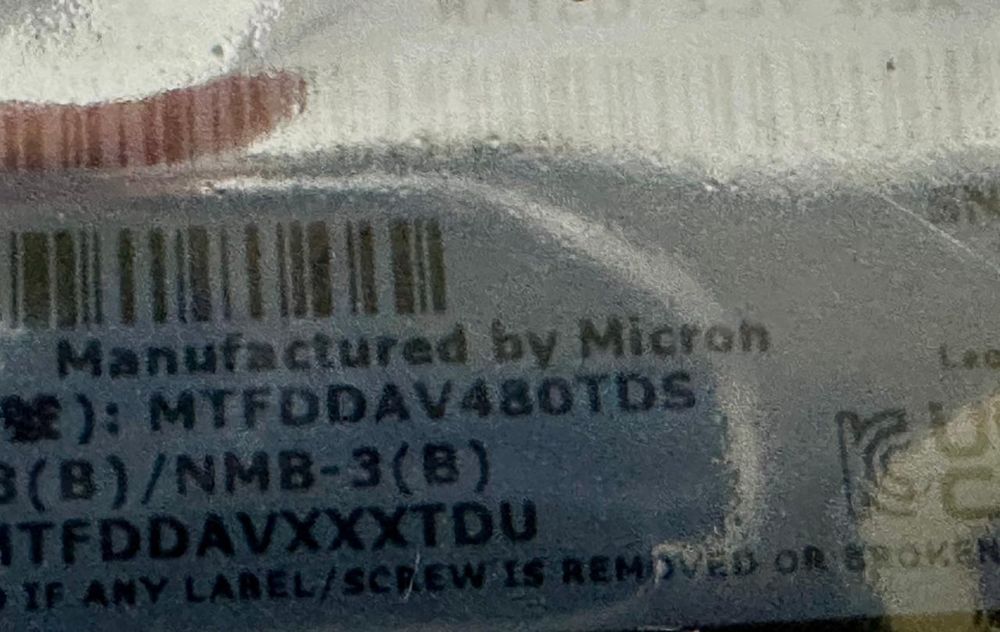 Manufactured by Micron
): MTFDDAV480TDS
3(B)/NMB-3(B)
MTFDDAVXXXTDU
IF ANY LABEL/SCREW IS REMOVED OR BROKEN